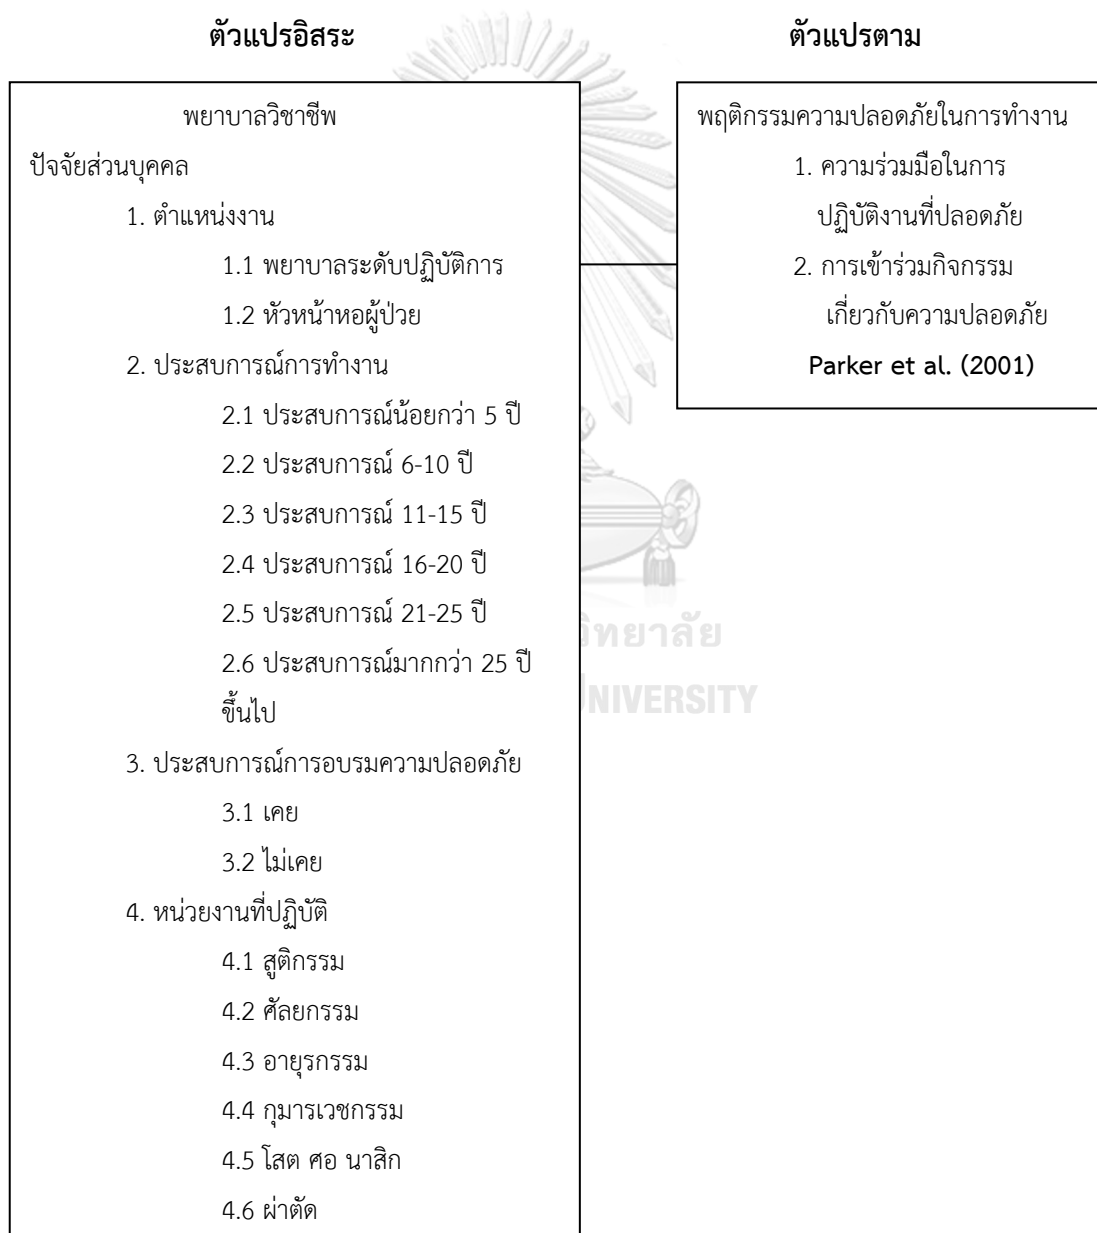 ตัวแปรอิสระ
ตัวแปรตาม
พยาบาลวิชาชีพ
ปัจจัยส่วนบุคคล
1. ตำแหน่งงาน
1.1 พยาบาลระดับปฏิบัติการ
1.2 หัวหน้าหอผู้ป่วย
2. ประสบการณ์การทำงาน
2.1 ประสบการณ์น้อยกว่า 5 ปี
2.2 ประสบการณ์ 6-10 ปี
2.3 ประสบการณ์ 11-15 ปี
2.4 ประสบการณ์ 16-20 ปี
2.5 ประสบการณ์ 21-25 ปี
2.6 ประสบการณ์มากกว่า 25 ปี
ขึ้นไป
3. ประสบการณ์การอบรมความปลอดภัย
3.1 เคย
3.2 ไม่เคย
4. หน่วยงานที่ปฏิบัติ
4.1 สูติกรรม
4.2 ศัลยกรรม
4.3 อายุรกรรม
4.4 กุมารเวชกรรม
4.5 โสต ศอ นาสิก
4.6 ผ่าตัด
พฤติกรรมความปลอดภัยในการทำงาน
1. ความร่วมมือในการ
ปฏิบัติงานที่ปลอดภัย
2. การเข้าร่วมกิจกรรม
เกี่ยวกับความปลอดภัย
Parker et al. (2001)
วิทยาลัย
UNIVERSITY